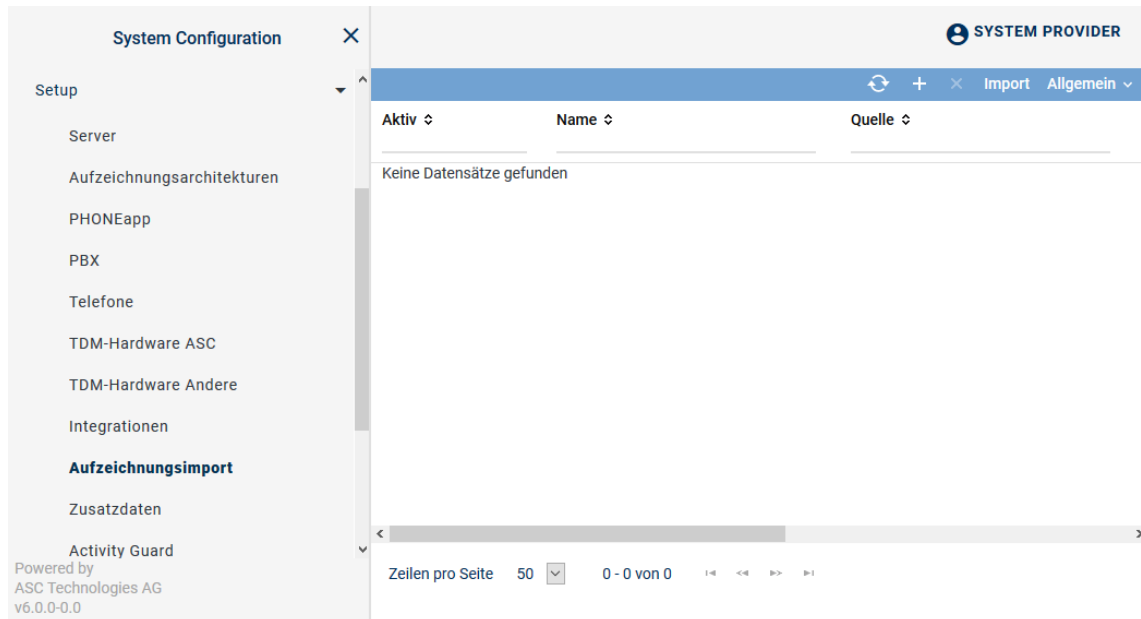 System Configuration
SYSTEM PROVIDER
Setup
Import Allgemein
Aktiv Name Quelle
Server
Keine Datensätze gefunden
Aufzeichnungsarchitekturen
PHONEapp
PBX
Telefone
TDM-Hardware ASC
TDM-Hardware Andere
Integrationen
Aufzeichnungsimport
Zusatzdaten
Activity Guard
Powered by
ASC Technologies AG
v6.0.0-0.0
Zeilen pro Seite 50 0 - 0 von 0